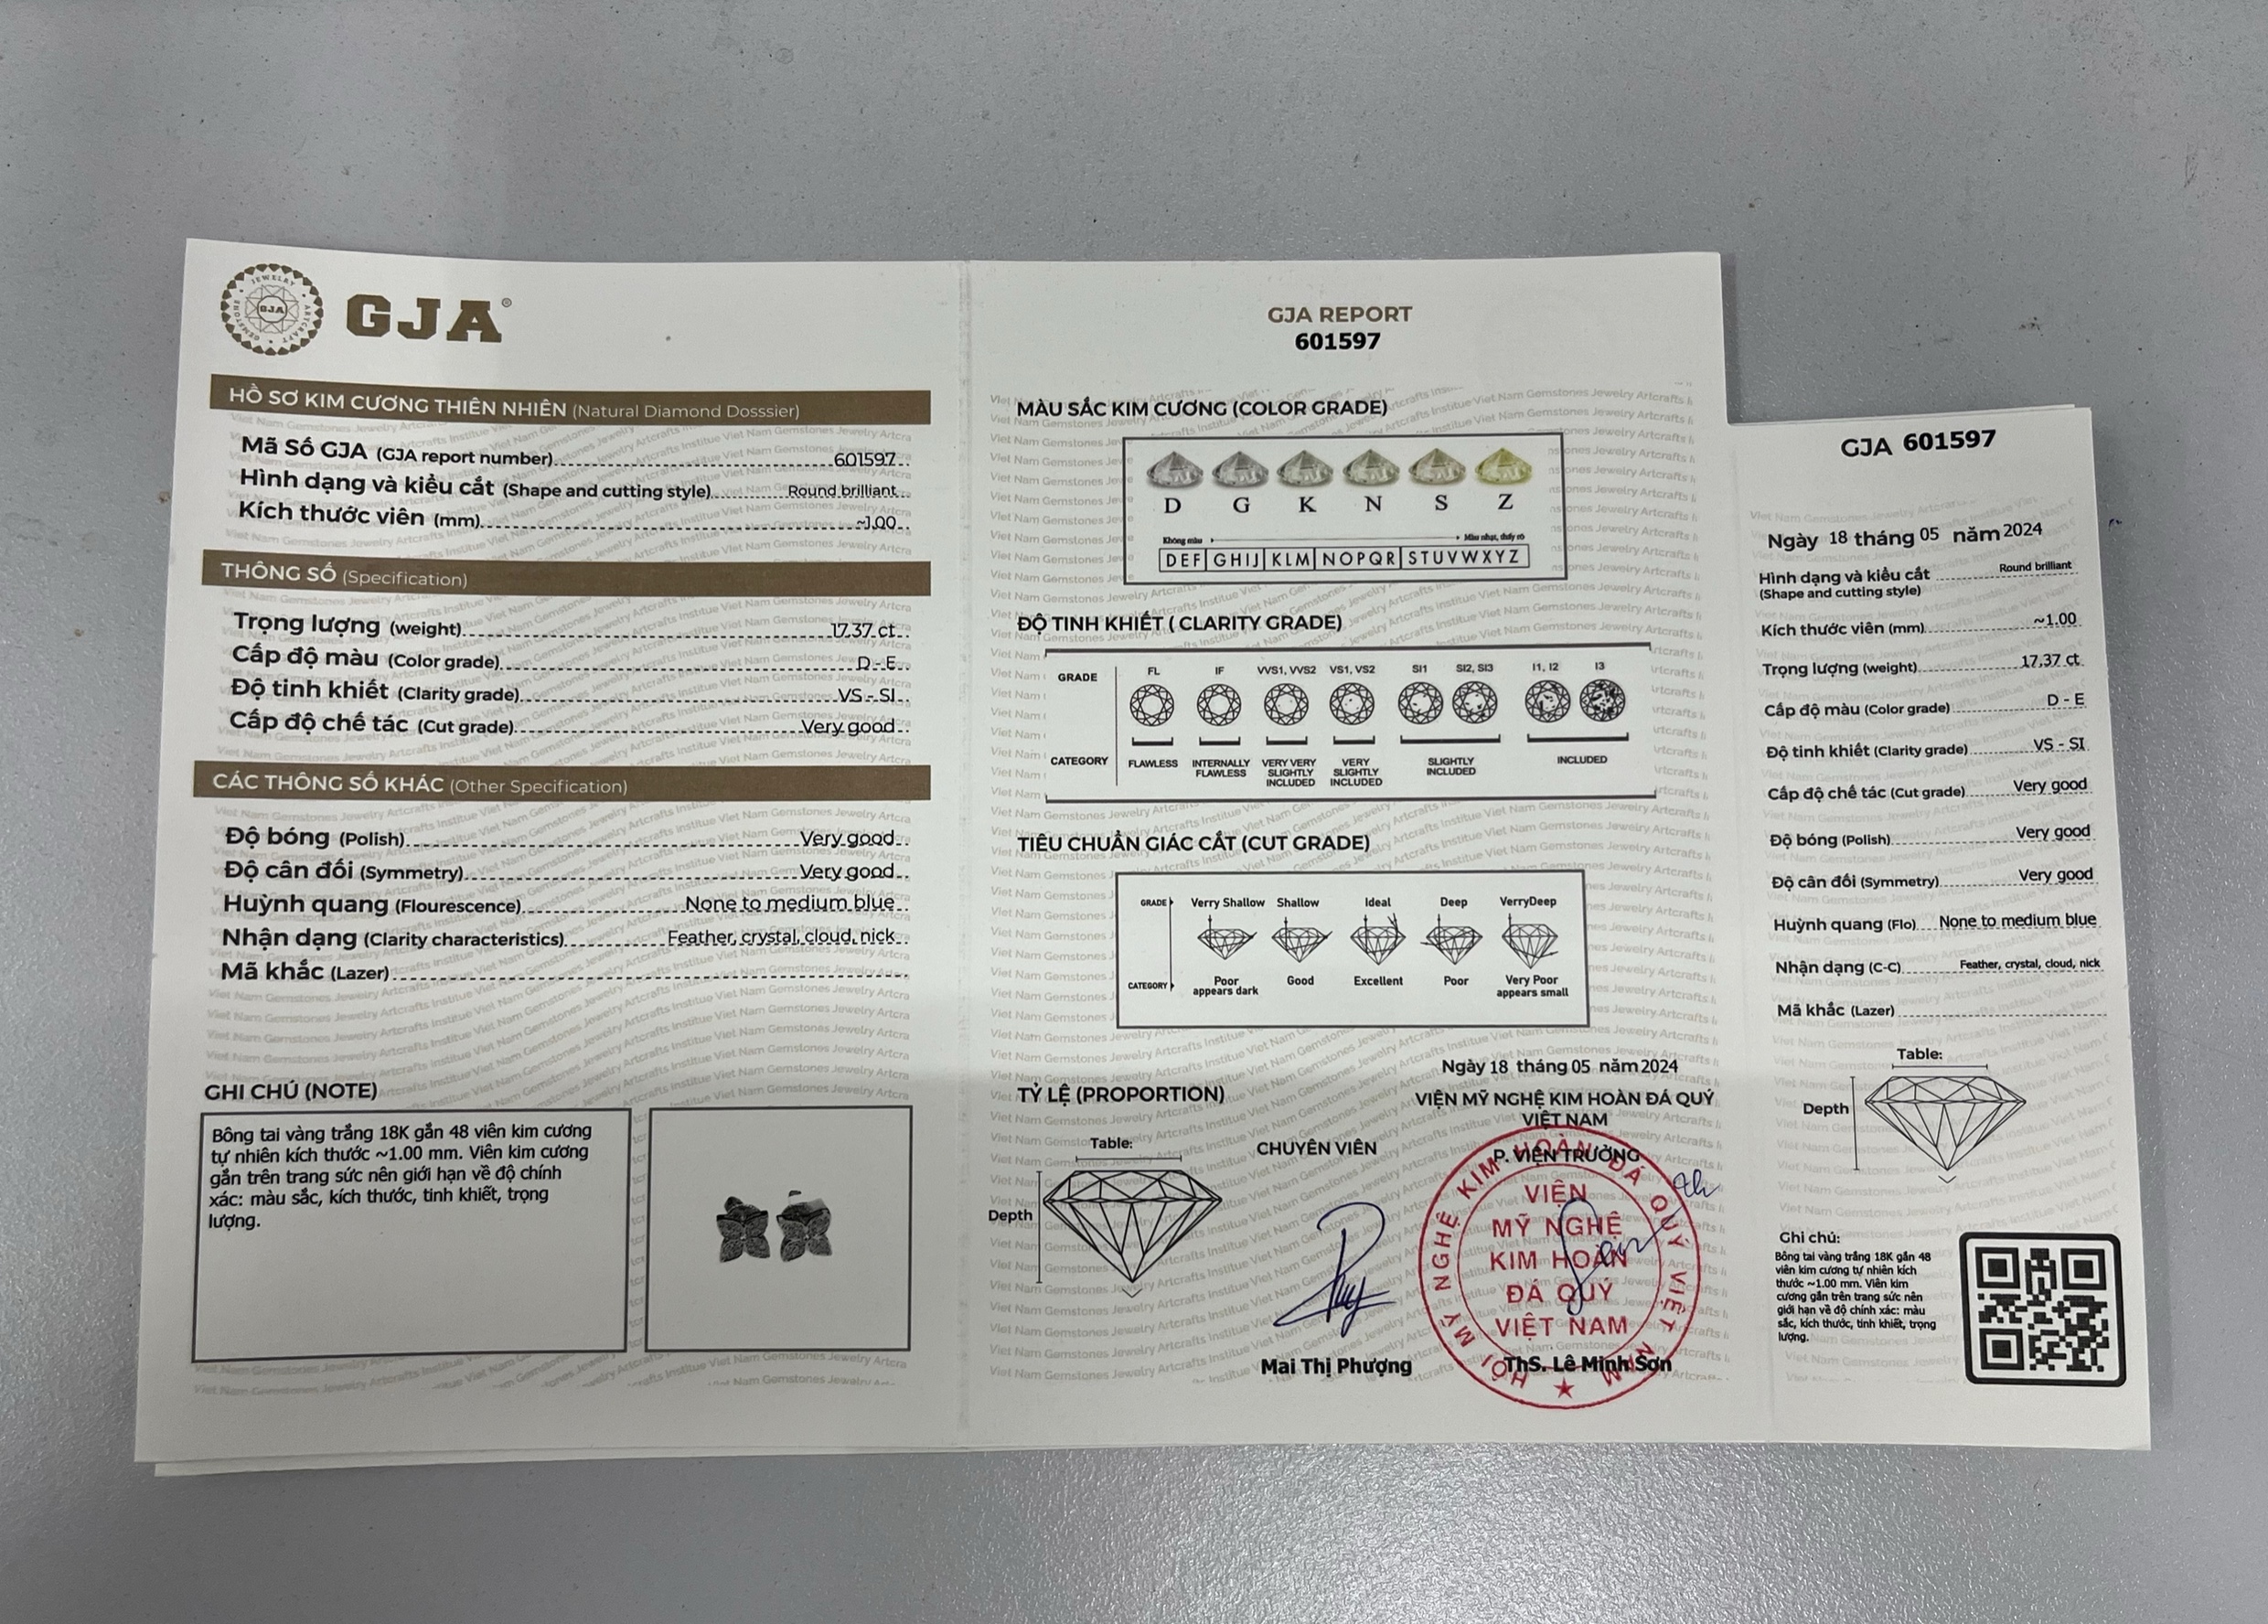 GJA®
HỒ SƠ KIM CƯƠNG THIÊN NHIÊN (Natural Diamond Dosssier)
Mã Số GJA (GJA report number) 601597
Hình dạng và kiểu cắt (Shape and cutting style) Round brilliant
Kích thước viên (mm) ~1.00
THÔNG SỐ (Specification)
Trọng lượng (weight) 17.37 ct
Cấp độ màu (Color grade) D - E
Độ tinh khiết (Clarity grade) VS - SI
Cấp độ chế tác (Cut grade) Very good
CÁC THÔNG SỐ KHÁC (Other Specification)
Độ bóng (Polish) Very good
Độ cân đối (Symmetry) Very good
Huỳnh quang (Flourescence) None to medium blue
Nhận dạng (Clarity characteristics) Feather, crystal, cloud, nick
Mã khắc (Lazer)
GHI CHÚ (NOTE)
Bông tai vàng trắng 18K gắn 48 viên kim cương
tự nhiên kích thước ~1.00 mm. Viên kim cương
gắn trên trang sức nên giới hạn về độ chính
xác: màu sắc, kích thước, tinh khiết, trọng
lượng.
GJA REPORT
601597
MÀU SẮC KIM CƯƠNG (COLOR GRADE)
D G K N S Z
Không màu Màu nhạt, thấy rõ
D E F G H I J K L M N O P Q R S T U V W X Y Z
ĐỘ TINH KHIẾT ( CLARITY GRADE)
GRADE FL IF VVS1, VVS2 VS1, VS2 SI1 SI2, SI3 I1, I2 I3
CATEGORY FLAWLESS INTERNALLY FLAWLESS VERY VERY SLIGHTLY INCLUDED VERY SLIGHTLY INCLUDED SLIGHTLY INCLUDED INCLUDED
TIÊU CHUẨN GIÁC CẮT (CUT GRADE)
GRADE Verry Shallow Shallow Ideal Deep VerryDeep
CATEGORY Poor appears dark Good Excellent Poor Very Poor appears small
Ngày 18 tháng 05 năm 2024
TỶ LỆ (PROPORTION)
VIỆN MỸ NGHỆ KIM HOÀN ĐÁ QUÝ
VIỆT NAM
Table:
CHUYÊN VIÊN
P. VIỆN TRƯỞNG
Depth
HỘI MỸ NGHỆ KIM HOÀN ĐÁ QUÝ VIỆT NAM
VIỆN
MỸ NGHỆ
KIM HOÀN
ĐÁ QUÝ
VIỆT NAM
Mai Thị Phượng
ThS. Lê Minh Sơn
GJA 601597
Ngày 18 tháng 05 năm 2024
Hình dạng và kiểu cắt Round brilliant
(Shape and cutting style)
Kích thước viên (mm) ~1.00
Trọng lượng (weight) 17.37 ct
Cấp độ màu (Color grade) D - E
Độ tinh khiết (Clarity grade) VS - SI
Cấp độ chế tác (Cut grade) Very good
Độ bóng (Polish) Very good
Độ cân đối (Symmetry) Very good
Huỳnh quang (Flo) None to medium blue
Nhận dạng (C-C) Feather, crystal, cloud, nick
Mã khắc (Lazer)
Table:
Depth
Ghi chú:
Bông tai vàng trắng 18K gắn 48
viên kim cương tự nhiên kích
thước ~1.00 mm. Viên kim
cương gắn trên trang sức nên
giới hạn về độ chính xác: màu
sắc, kích thước, tinh khiết, trọng
lượng.